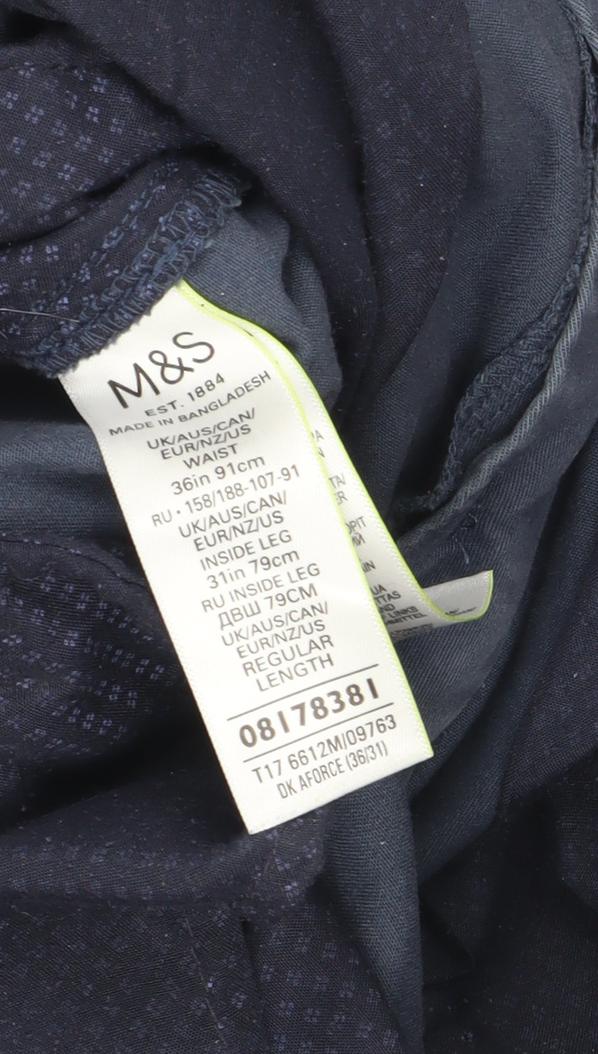 M&S
EST. 1884
MADE IN BANGLADESH
UK/AUS/CAN/
EUR/NZ/US
WAIST
36in 91cm
RU • 158/188-107-91
UK/AUS/CAN/
EUR/NZ/US
INSIDE LEG
31in 79cm
RU INSIDE LEG
ДВШ 79CM
UK/AUS/CAN/
EUR/NZ/US
REGULAR
LENGTH
08178381
T17 6612M/09763
DK AFORCE (36/31)